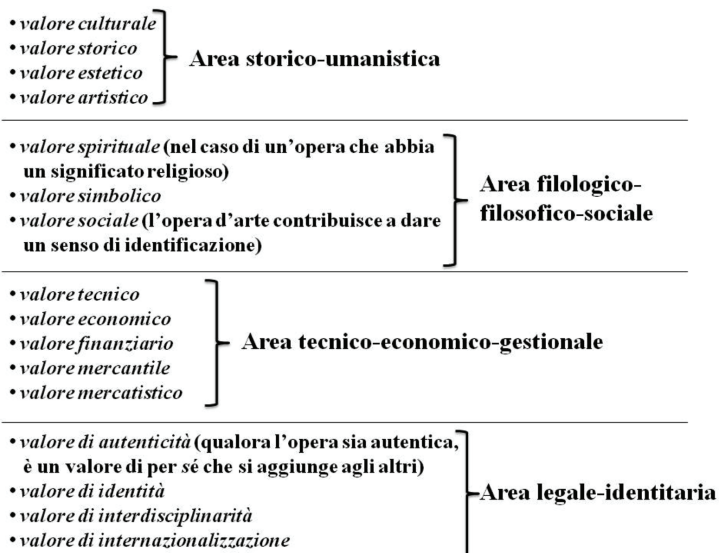 • valore culturale
• valore storico
• valore estetico
• valore artistico
Area storico-umanistica
• valore spirituale (nel caso di un’opera che abbia
un significato religioso)
• valore simbolico
• valore sociale (l’opera d’arte contribuisce a dare
un senso di identificazione)
Area filologico-
filosofico-sociale
• valore tecnico
• valore economico
• valore finanziario
• valore mercantile
• valore mercatistico
Area tecnico-economico-gestionale
• valore di autenticità (qualora l’opera sia autentica,
è un valore di per sé che si aggiunge agli altri)
• valore di identità
• valore di interdisciplinarità
• valore di internazionalizzazione
Area legale-identitaria